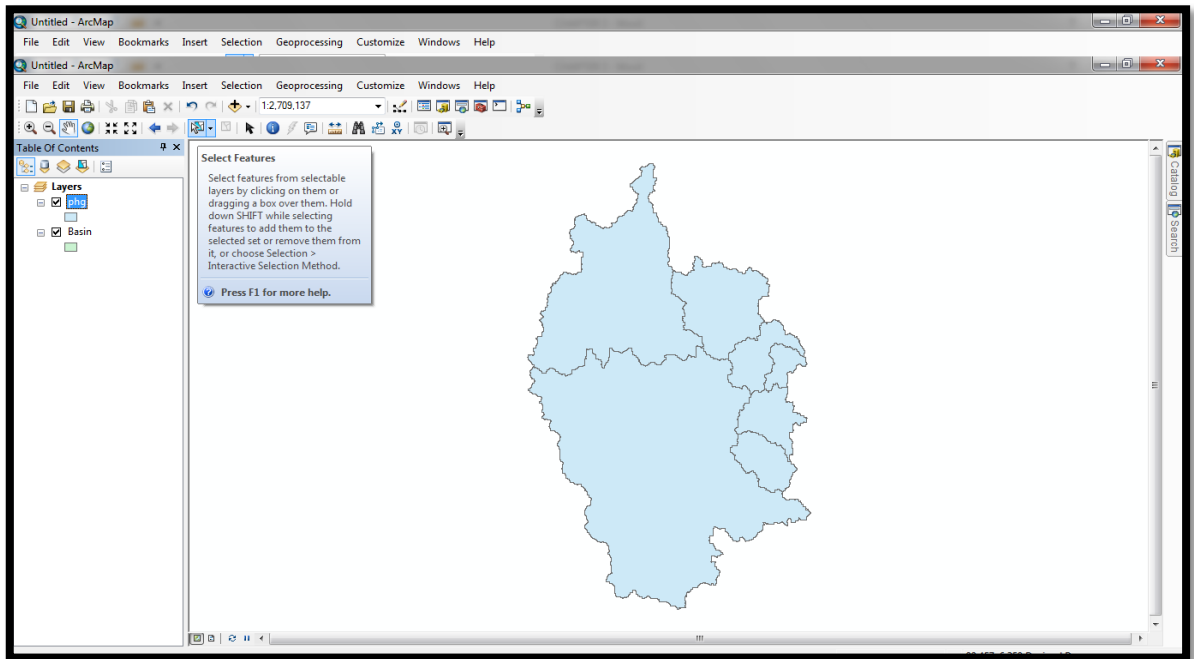 Untitled - ArcMap
File Edit View Bookmarks Insert Selection Geoprocessing Customize Windows Help
Untitled - ArcMap
File Edit View Bookmarks Insert Selection Geoprocessing Customize Windows Help
1:2,709,137
Table Of Contents
Layers
phg
Basin
Select Features
Select features from selectable
layers by clicking on them or
dragging a box over them. Hold
down SHIFT while selecting
features to add them to the
selected set or remove them from
it, or choose Selection >
Interactive Selection Method.
Press F1 for more help.
Catalog
Search